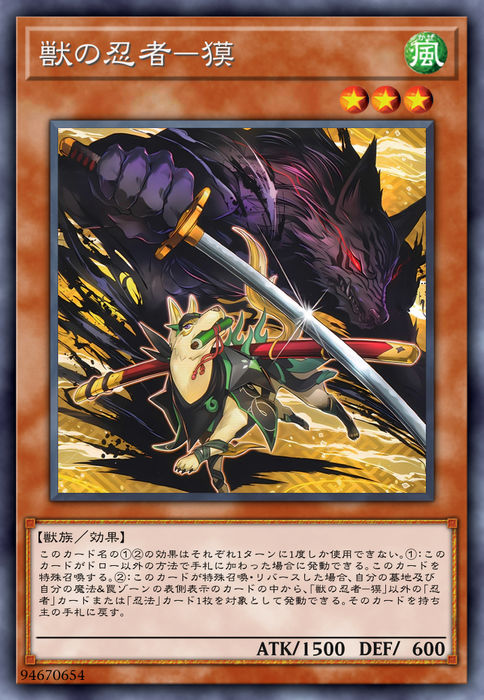 獣の忍者－獏
かぜ
風
【獣族／効果】
このカード名の①②の効果はそれぞれ1ターンに1度しか使用できない。①：この
カードがドロー以外の方法で手札に加わった場合に発動できる。このカードを
特殊召喚する。②：このカードが特殊召喚・リバースした場合、自分の墓地及び
自分の魔法&罠ゾーンの表側表示のカードの中から、「獣の忍者－獏」以外の「忍
者」カードまたは「忍法」カード1枚を対象として発動できる。そのカードを持ち
主の手札に戻す。
ATK/1500 DEF/ 600
94670654